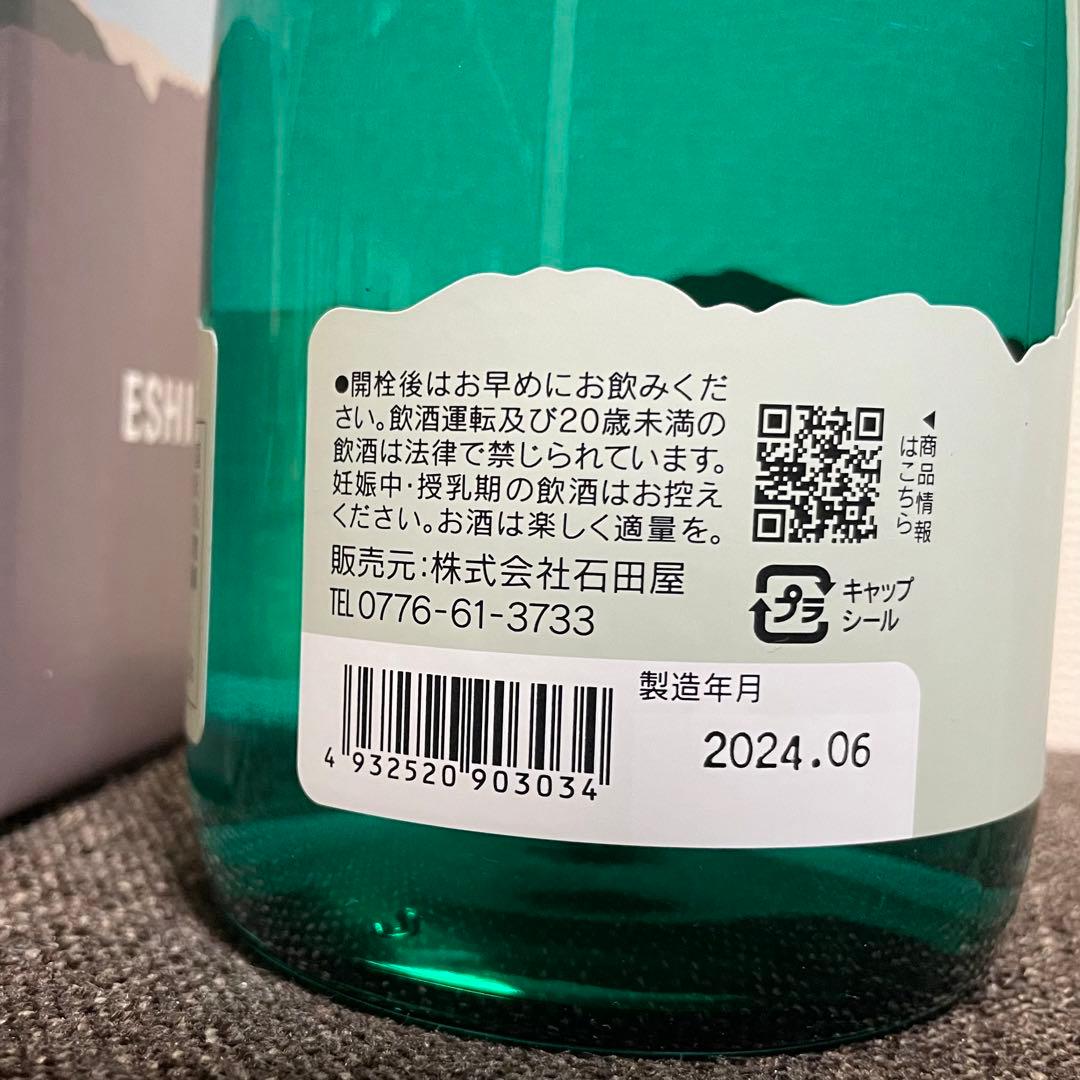 ESHI
●開栓後はお早めにお飲みくだ
さい。飲酒運転及び20歳未満の
飲酒は法律で禁じられています。
妊娠中・授乳期の飲酒はお控え
ください。お酒は楽しく適量を。
販売元:株式会社石田屋
TEL 0776-61-3733
◀商品情報
はこちら
プラ
キャップ
シール
製造年月
2024.06
4 932520 903034